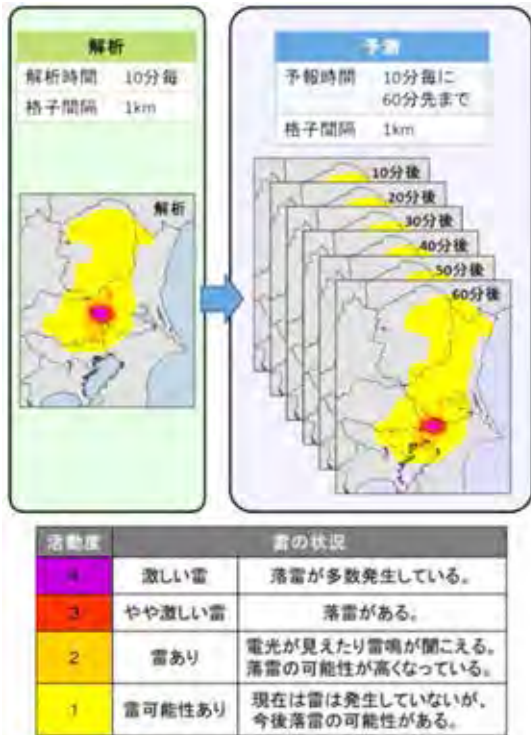 解析
解析時間 10分毎
格子間隔 1km
解析
予測
予報時間 10分毎に
60分先まで
格子間隔 1km
10分後
20分後
30分後
40分後
50分後
60分後
活動度 雷の状況
4 激しい雷 落雷が多数発生している。
3 やや激しい雷 落雷がある。
2 雷あり 電光が見えたり雷鳴が聞こえる。
落雷の可能性が高くなっている。
1 雷可能性あり 現在は雷は発生していないが、
今後落雷の可能性がある。